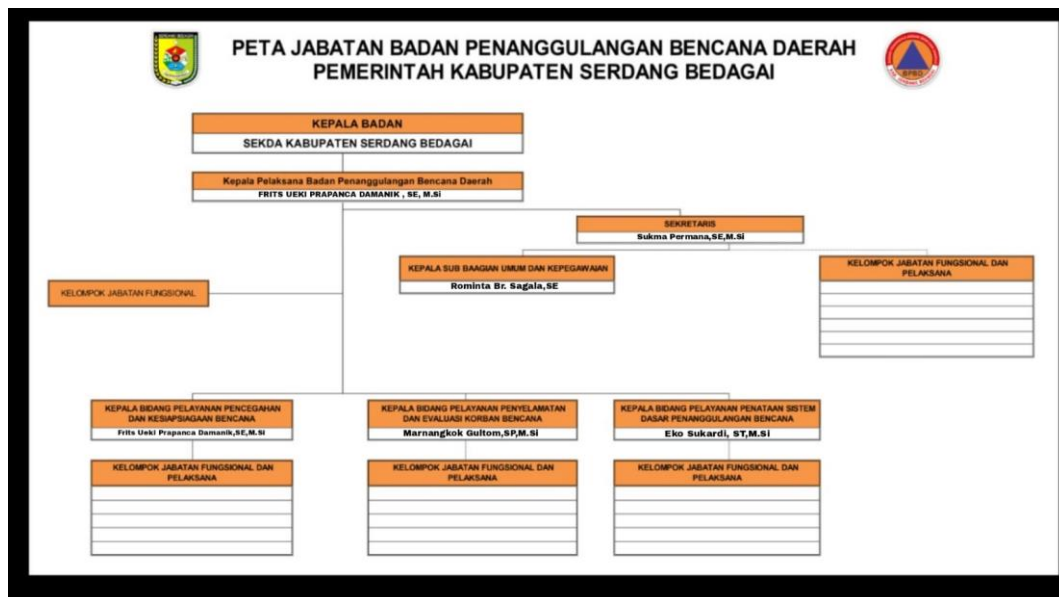 PETA JABATAN BADAN PENANGGULANGAN BENCANA DAERAH
PEMERINTAH KABUPATEN SERDANG BEDAGAI
BPBD
KEPALA BADAN
SEKDA KABUPATEN SERDANG BEDAGAI
Kepala Pelaksana Badan Penanggulangan Bencana Daerah
FRITS UEKI PRAPANCA DAMANIK , SE, M.Si
SEKRETARIS
Sukma Permana,SE,M.Si
KEPALA SUB BAAGIAN UMUM DAN KEPEGAWAIAN
Rominta Br. Sagala,SE
KELOMPOK JABATAN FUNGSIONAL DAN
PELAKSANA
KELOMPOK JABATAN FUNGSIONAL
KEPALA BIDANG PELAYANAN PENCEGAHAN
DAN KESIAPSIAGAAN BENCANA
Frits Ueki Prapanca Damanik,SE,M.Si
KEPALA BIDANG PELAYANAN PENYELAMATAN
DAN EVALUASI KORBAN BENCANA
Marnangkok Gultom,SP,M.Si
KEPALA BIDANG PELAYANAN PENATAAN SISTEM
DASAR PENANGGULANGAN BENCANA
Eko Sukardi, ST,M.Si
KELOMPOK JABATAN FUNGSIONAL DAN
PELAKSANA
KELOMPOK JABATAN FUNGSIONAL DAN
PELAKSANA
KELOMPOK JABATAN FUNGSIONAL DAN
PELAKSANA